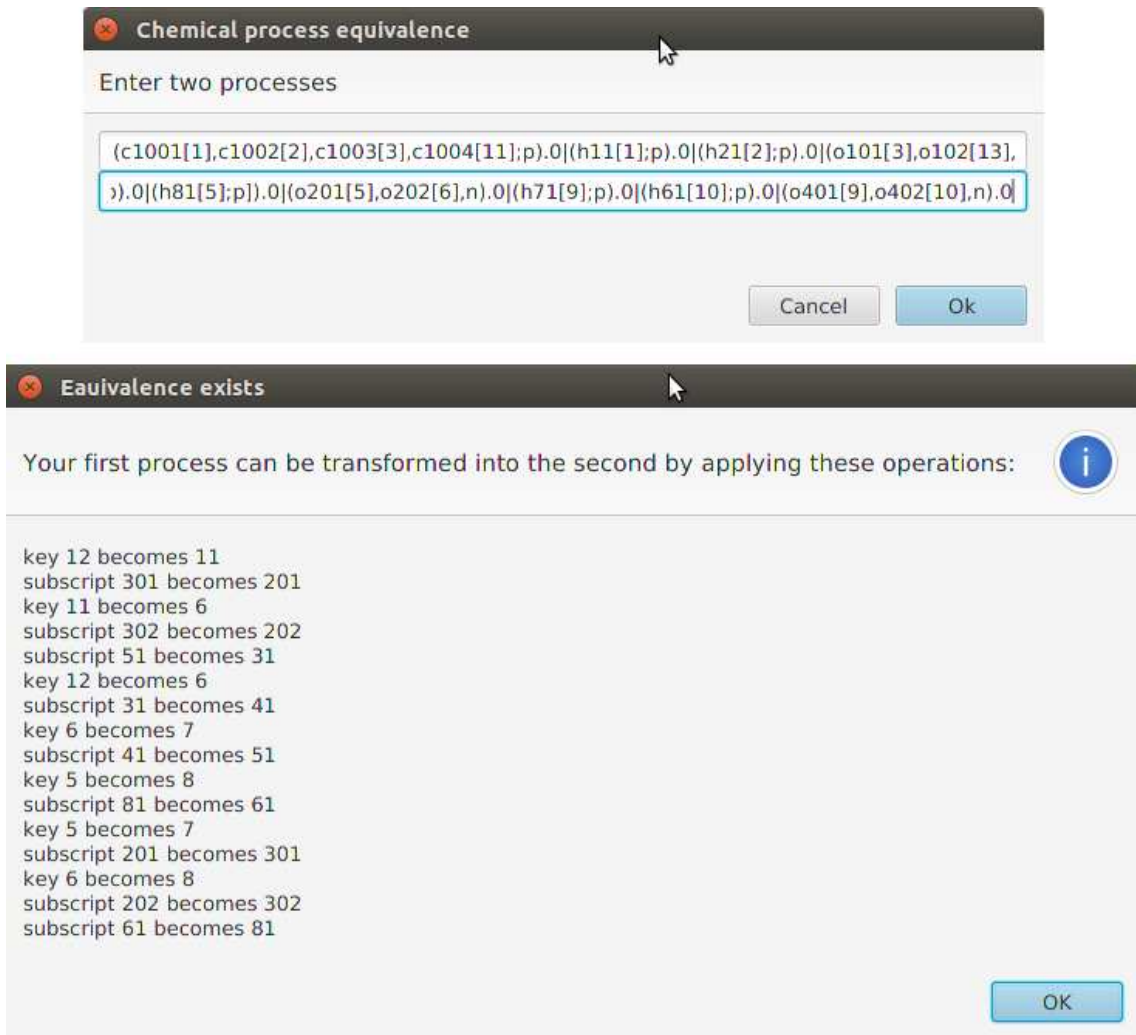 Chemical process equivalence
Enter two processes
(c1001[1],c1002[2],c1003[3],c1004[11];p).0|(h11[1];p).0|(h21[2];p).0|(o101[3],o102[13],
).0|(h81[5];p]).0|(o201[5],o202[6],n).0|(h71[9];p).0|(h61[10];p).0|(o401[9],o402[10],n).0
Cancel Ok
Eauivalence exists
Your first process can be transformed into the second by applying these operations:
key 12 becomes 11
subscript 301 becomes 201
key 11 becomes 6
subscript 302 becomes 202
subscript 51 becomes 31
key 12 becomes 6
subscript 31 becomes 41
key 6 becomes 7
subscript 41 becomes 51
key 5 becomes 8
subscript 81 becomes 61
key 5 becomes 7
subscript 201 becomes 301
key 6 becomes 8
subscript 202 becomes 302
subscript 61 becomes 81
OK